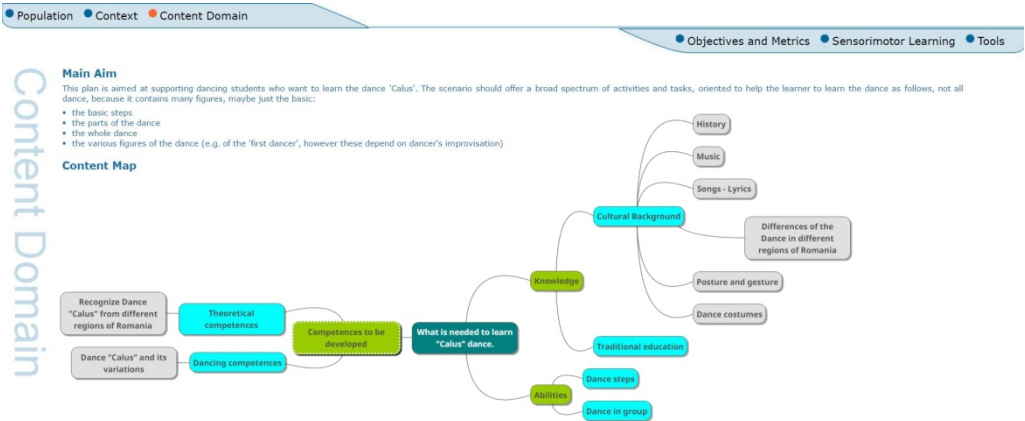 Population Context Content Domain
Objectives and Metrics Sensorimotor Learning Tools
Content Domain
Main Aim
This plan is aimed at supporting dancing students who want to learn the dance 'Calus'. The scenario should offer a broad spectrum of activities and tasks, oriented to help the learner to learn the dance as follows, not all
dance, because it contains many figures, maybe just the basic:
• the basic steps
• the parts of the dance
• the whole dance
• the various figures of the dance (e.g. of the 'first dancer', however these depend on dancer's improvisation)
Content Map
History
Music
Songs - Lyrics
Cultural Background
Differences of the
Dance in different
regions of Romania
Knowledge
Posture and gesture
Dance costumes
Recognize Dance
"Calus" from different
regions of Romania
Theoretical
competences
Competences to be
developed
What is needed to learn
"Calus" dance.
Traditional education
Dance "Calus" and its
variations
Dancing competences
Abilities
Dance steps
Dance in group